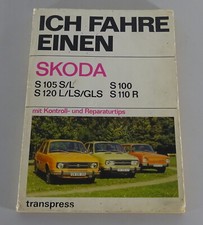 ICH FAHRE
EINEN
SKODA
S 105 S/L S 100
S 120 L/LS/GLS S 110 R
mit Kontroll- und Reparaturtips
transpress